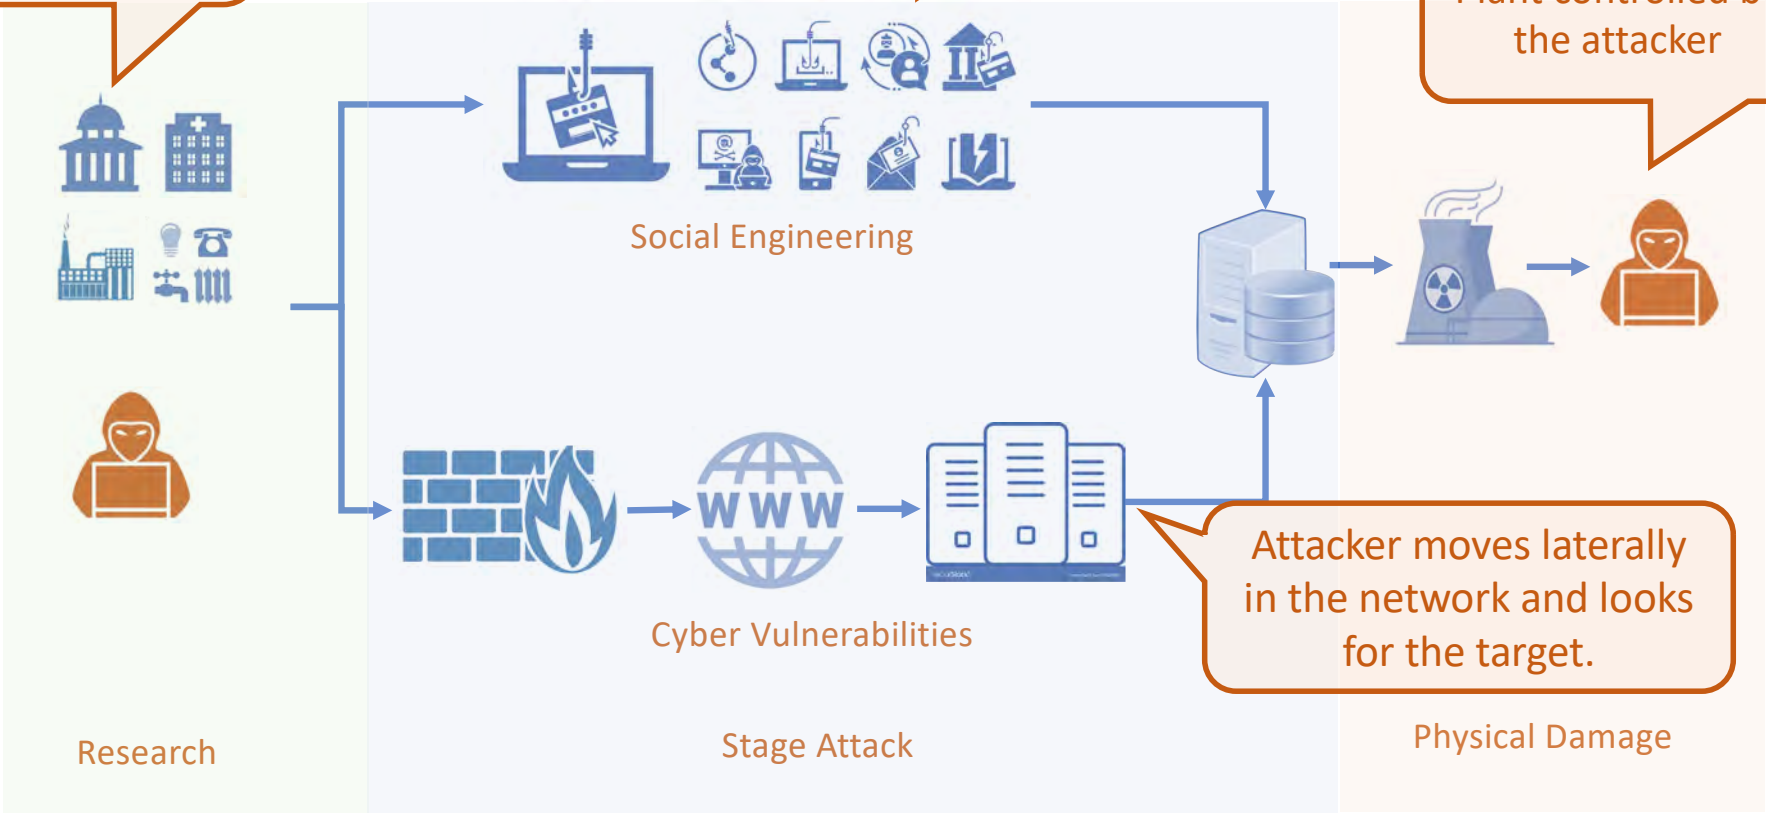 the attacker
Social Engineering
WWW
Attacker moves laterally
in the network and looks
for the target.
Cyber Vulnerabilities
Research
Stage Attack
Physical Damage